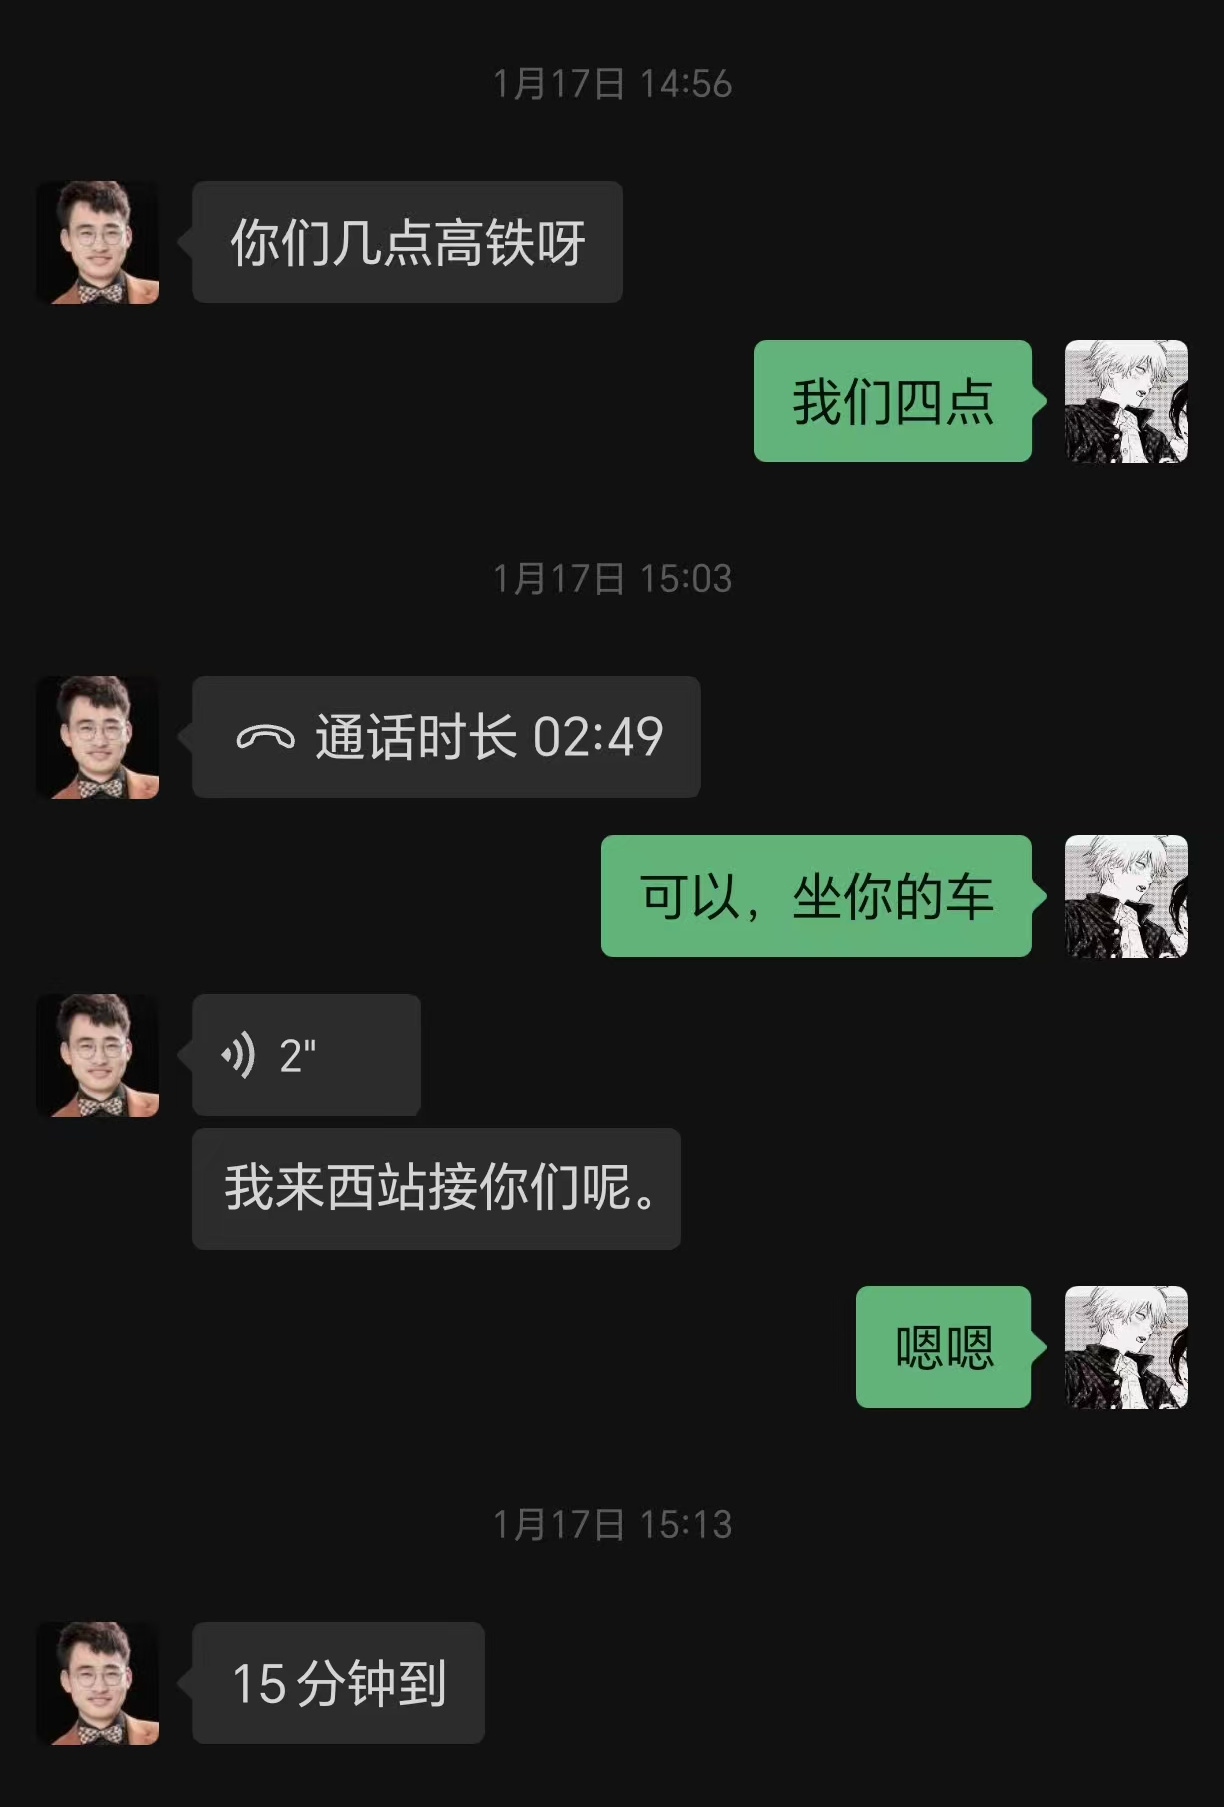 1月17日 14:56
你们几点高铁呀
我们四点
1月17日 15:03
通话时长 02:49
可以，坐你的车
2"
我来西站接你们呢。
嗯嗯
1月17日 15:13
15分钟到